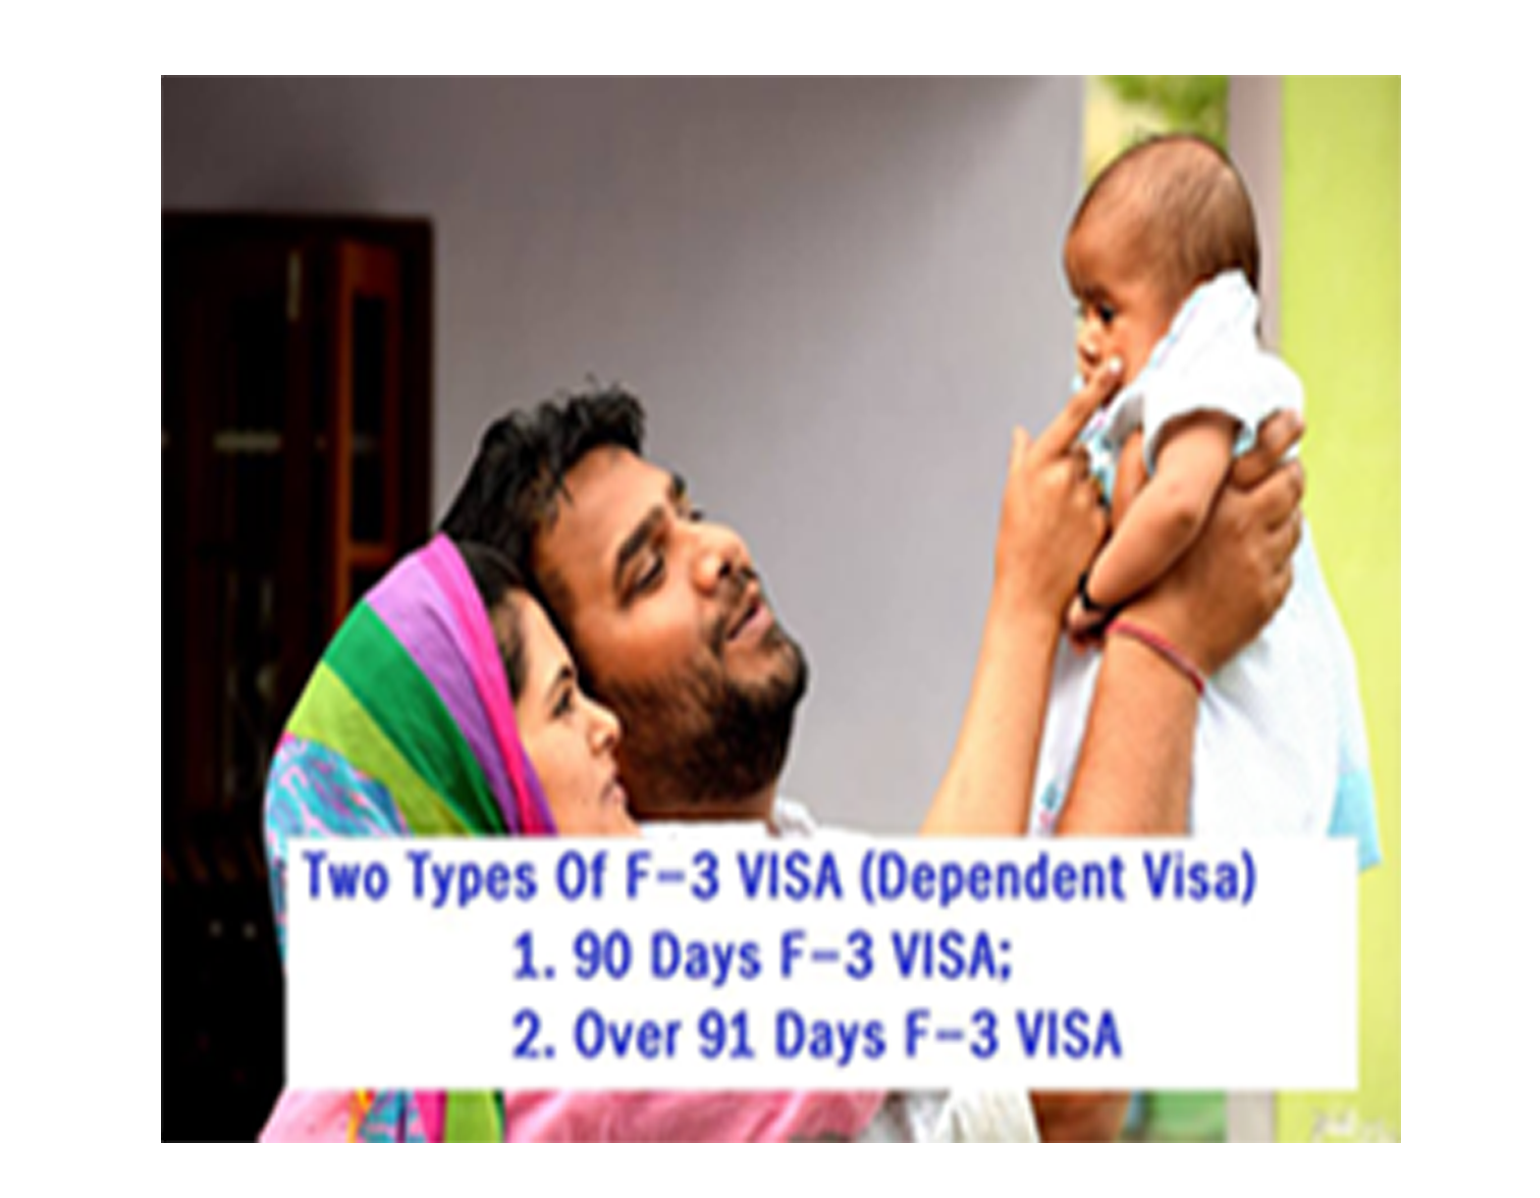 Two Types Of F-3 VISA (Dependent Visa)
1. 90 Days F-3 VISA;
2. Over 91 Days F-3 VISA